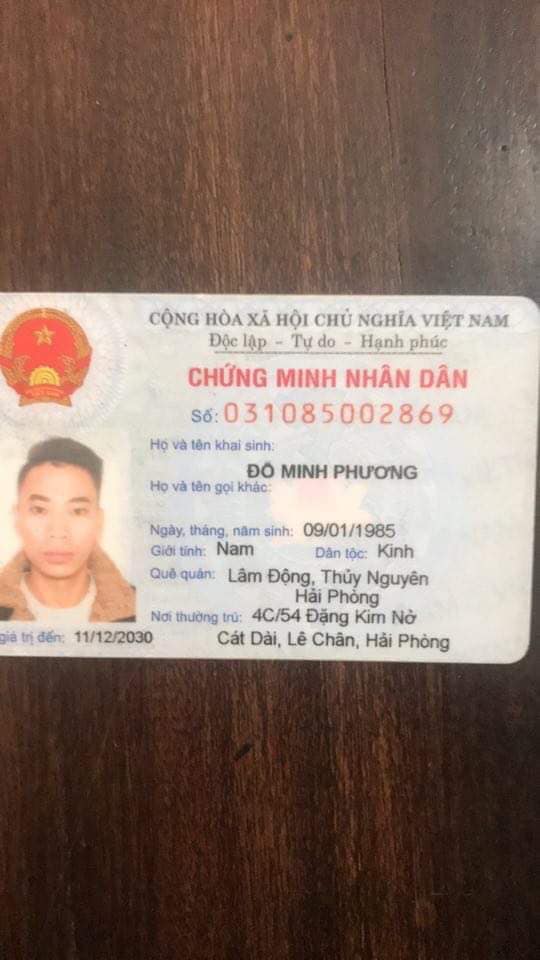 CỘNG HÒA XÃ HỘI CHỦ NGHĨA VIỆT NAM
Độc lập - Tự do - Hạnh phúc
CHỨNG MINH NHÂN DÂN
Số: 031085002869
Họ và tên khai sinh:
ĐỖ MINH PHƯƠNG
Họ và tên gọi khác:
Ngày, tháng, năm sinh: 09/01/1985
Giới tính: Nam Dân tộc: Kinh
Quê quán: Lâm Động, Thủy Nguyên
Hải Phòng
Nơi thường trú: 4C/54 Đặng Kim Nở
giá trị đến: 11/12/2030 Cát Dài, Lê Chân, Hải Phòng